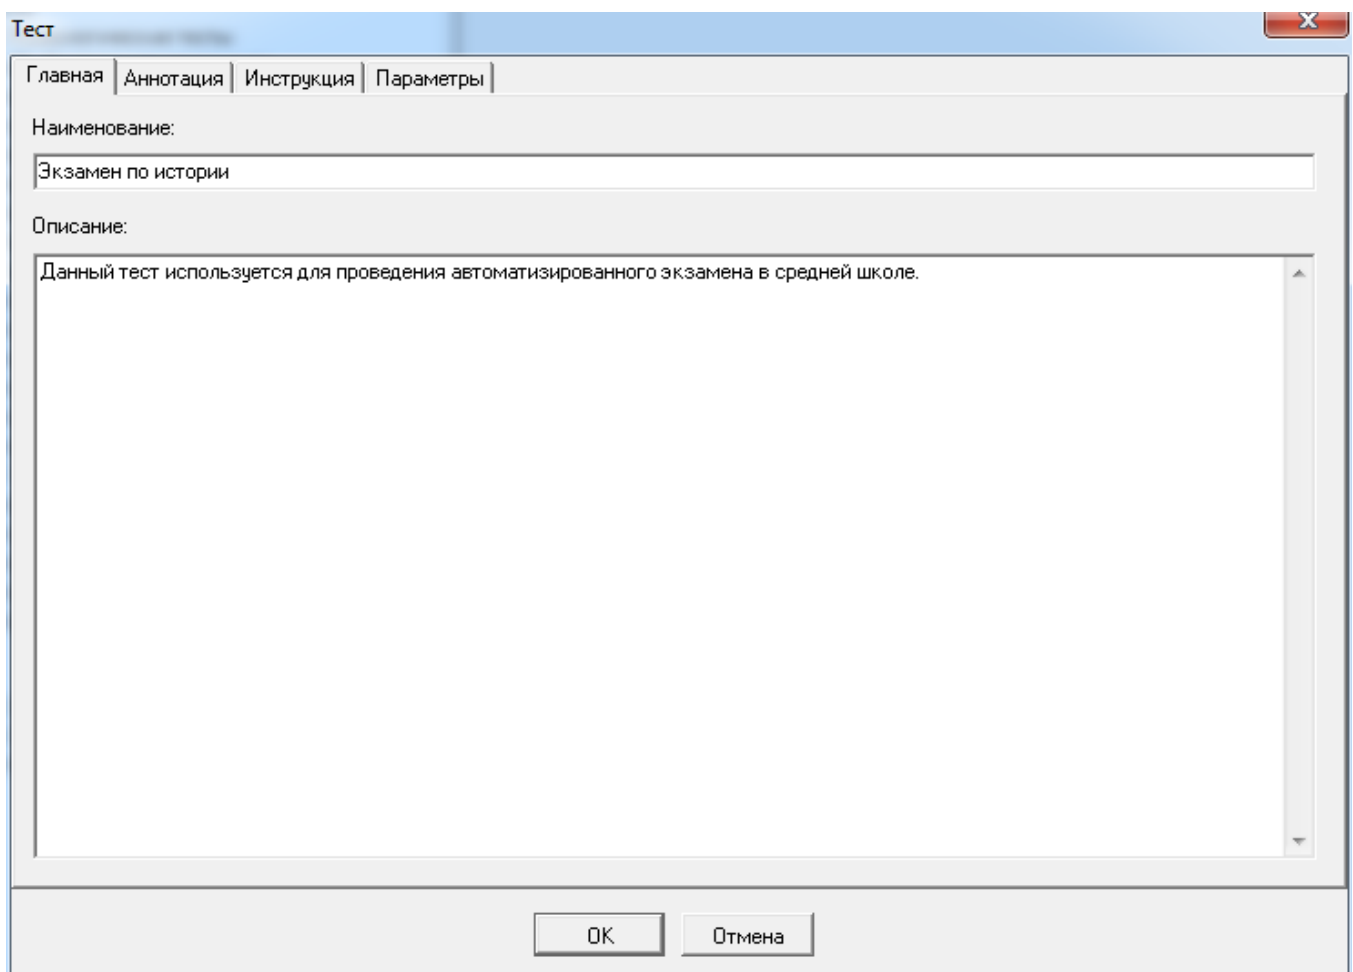 Тест
Главная Аннотация Инструкция Параметры
Наименование:
Экзамен по истории
Описание:
Данный тест используется для проведения автоматизированного экзамена в средней школе.
OK Отмена